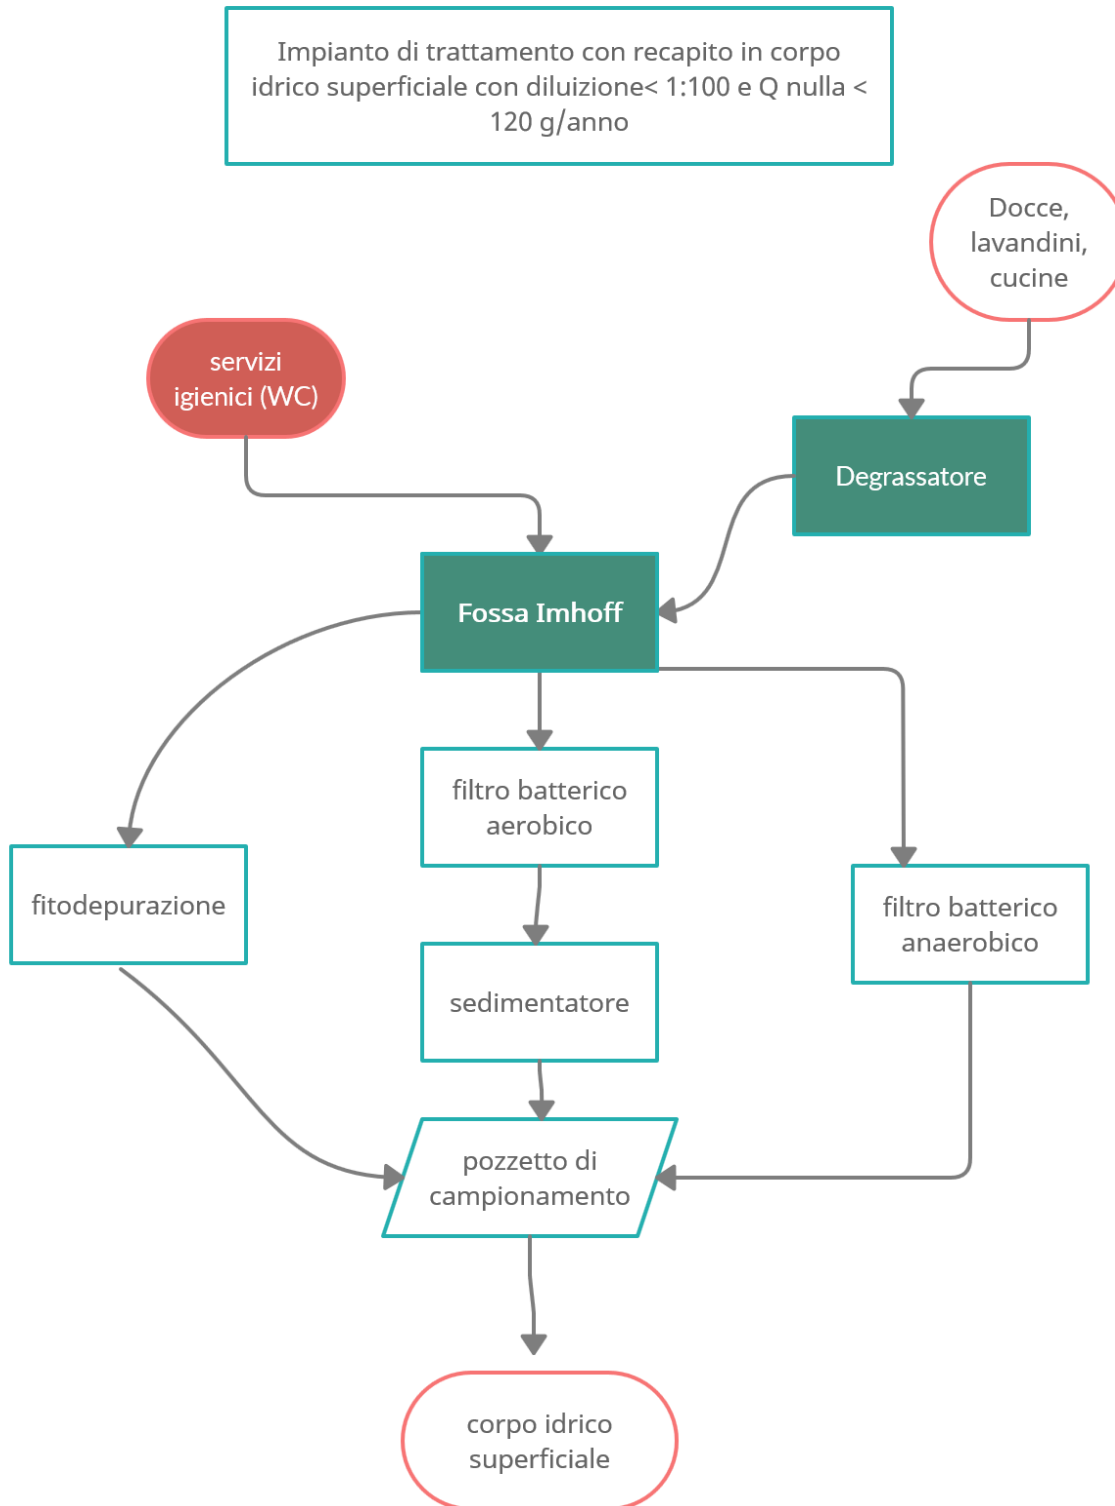 Impianto di trattamento con recapito in corpo
idrico superficiale con diluizione< 1:100 e Q nulla <
120 g/anno
Docce,
lavandini,
cucine
servizi
igienici (WC)
Degrassatore
Fossa Imhoff
filtro batterico
aerobico
fitodepurazione
filtro batterico
anaerobico
sedimentatore
pozzetto di
campionamento
corpo idrico
superficiale